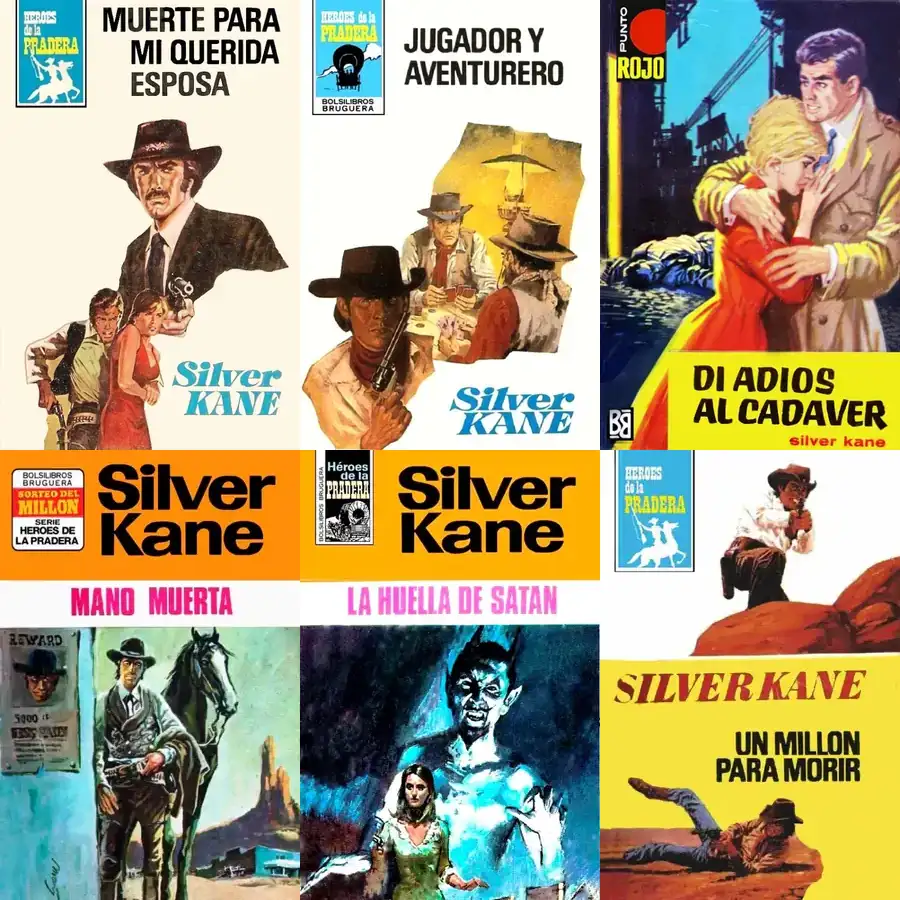 HEROES
de la
PRADERA
MUERTE PARA
MI QUERIDA
ESPOSA
Silver
KANE
HEROES de la
PRADERA
BOLSILIBROS
BRUGUERA
JUGADOR Y
AVENTURERO
Silver
KANE
PUNTO
ROJO
DI ADIOS
AL CADAVER
silver kane
BOLSILIBROS
BRUGUERA
SORTEO DEL
MILLON
SERIE
HEROES DE
LA PRADERA
Silver
Kane
MANO MUERTA
REWARD
Héroes
de la
PRADERA
BOLSILIBROS BRUGUERA
Silver
Kane
LA HUELLA DE SATAN
HEROES
de la
PRADERA
SILVER KANE
UN MILLON
PARA MORIR